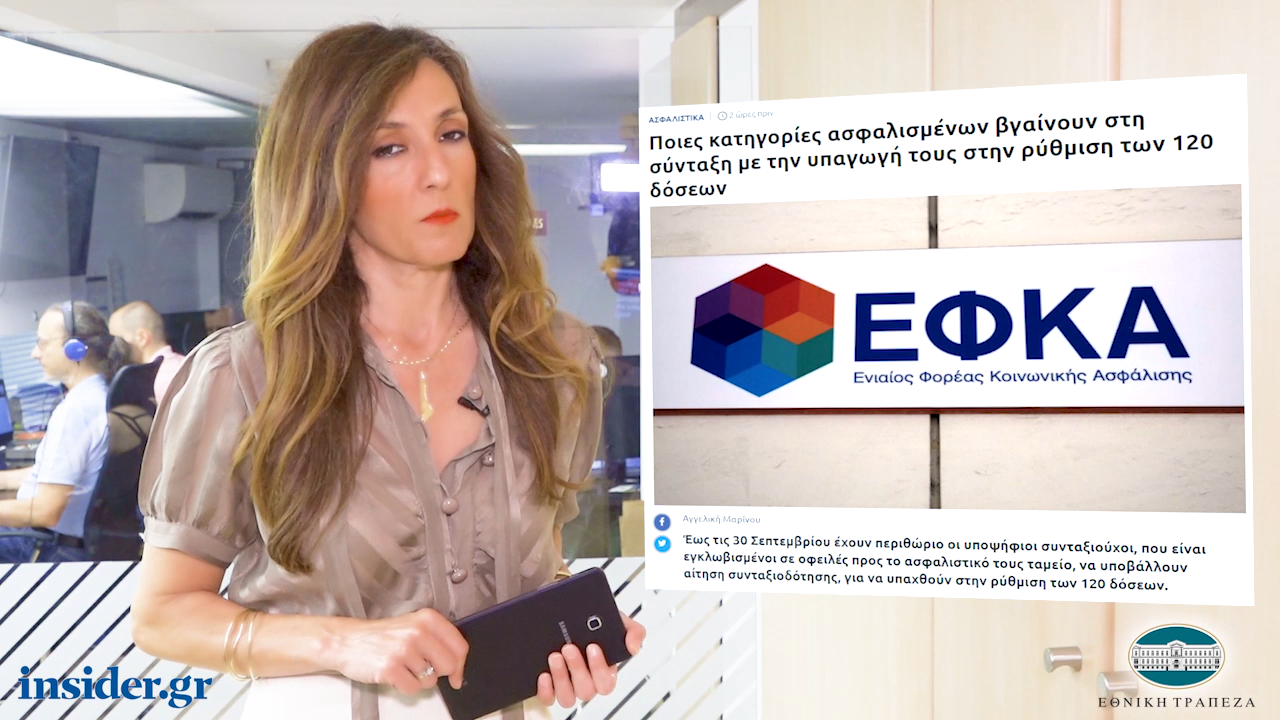 ΑΣΦΑΛΙΣΤΙΚΑ | 2 ώρες πριν
Ποιες κατηγορίες ασφαλισμένων βγαίνουν στη
σύνταξη με την υπαγωγή τους στην ρύθμιση των 120
δόσεων
ΕΦΚΑ
Ενιαίος Φορέας Κοινωνικής Ασφάλισης
Αγγελική Μαρίνου
Έως τις 30 Σεπτεμβρίου έχουν περιθώριο οι υποψήφιοι συνταξιούχοι, που είναι
εγκλωβισμένοι σε οφειλές προς το ασφαλιστικό τους ταμείο, να υποβάλλουν
αίτηση συνταξιοδότησης, για να υπαχθούν στην ρύθμιση των 120 δόσεων.
SAMSUNG
insider.gr
ΕΘΝΙΚΗ ΤΡΑΠΕΖΑ